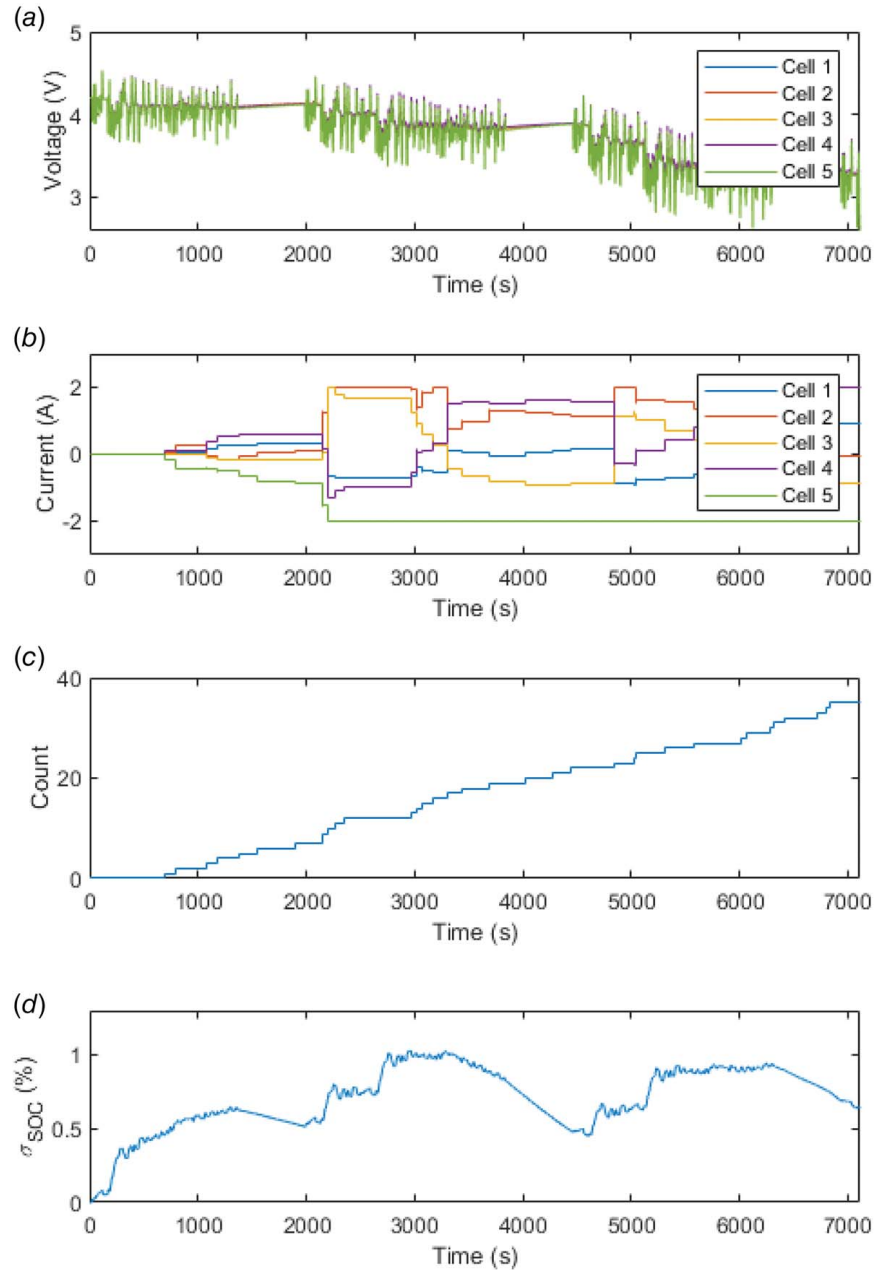 (a)
5
4
3
Voltage (V)
Cell 1
Cell 2
Cell 3
Cell 4
Cell 5
0 1000 2000 3000 4000 5000 6000 7000
Time (s)
(b)
2
0
-2
Current (A)
Cell 1
Cell 2
Cell 3
Cell 4
Cell 5
0 1000 2000 3000 4000 5000 6000 7000
Time (s)
(c)
40
20
0
Count
0 1000 2000 3000 4000 5000 6000 7000
Time (s)
(d)
1
0.5
0
σSOC (%)
0 1000 2000 3000 4000 5000 6000 7000
Time (s)